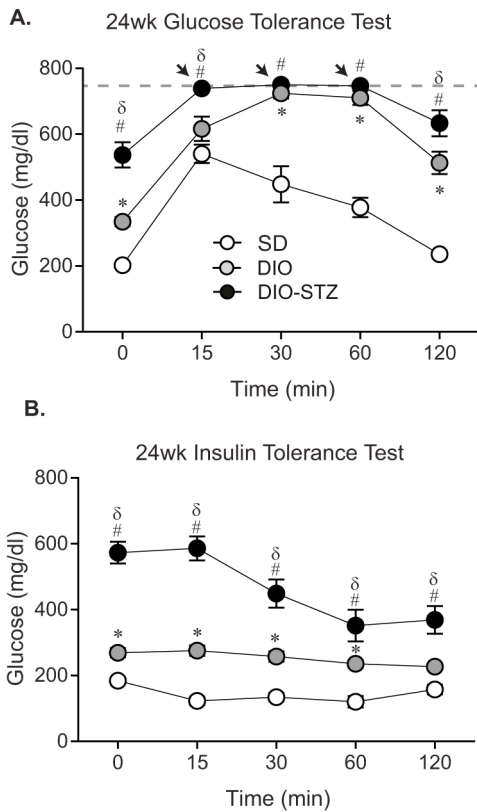 A.
24wk Glucose Tolerance Test
δ # # δ
δ # # # #
* * * *
800
600
400
200
0
Glucose (mg/dl)
SD
DIO
DIO-STZ
0 15 30 60 120
Time (min)
B.
24wk Insulin Tolerance Test
δ δ δ δ δ
# # # # #
* * * *
800
600
400
200
0
Glucose (mg/dl)
0 15 30 60 120
Time (min)